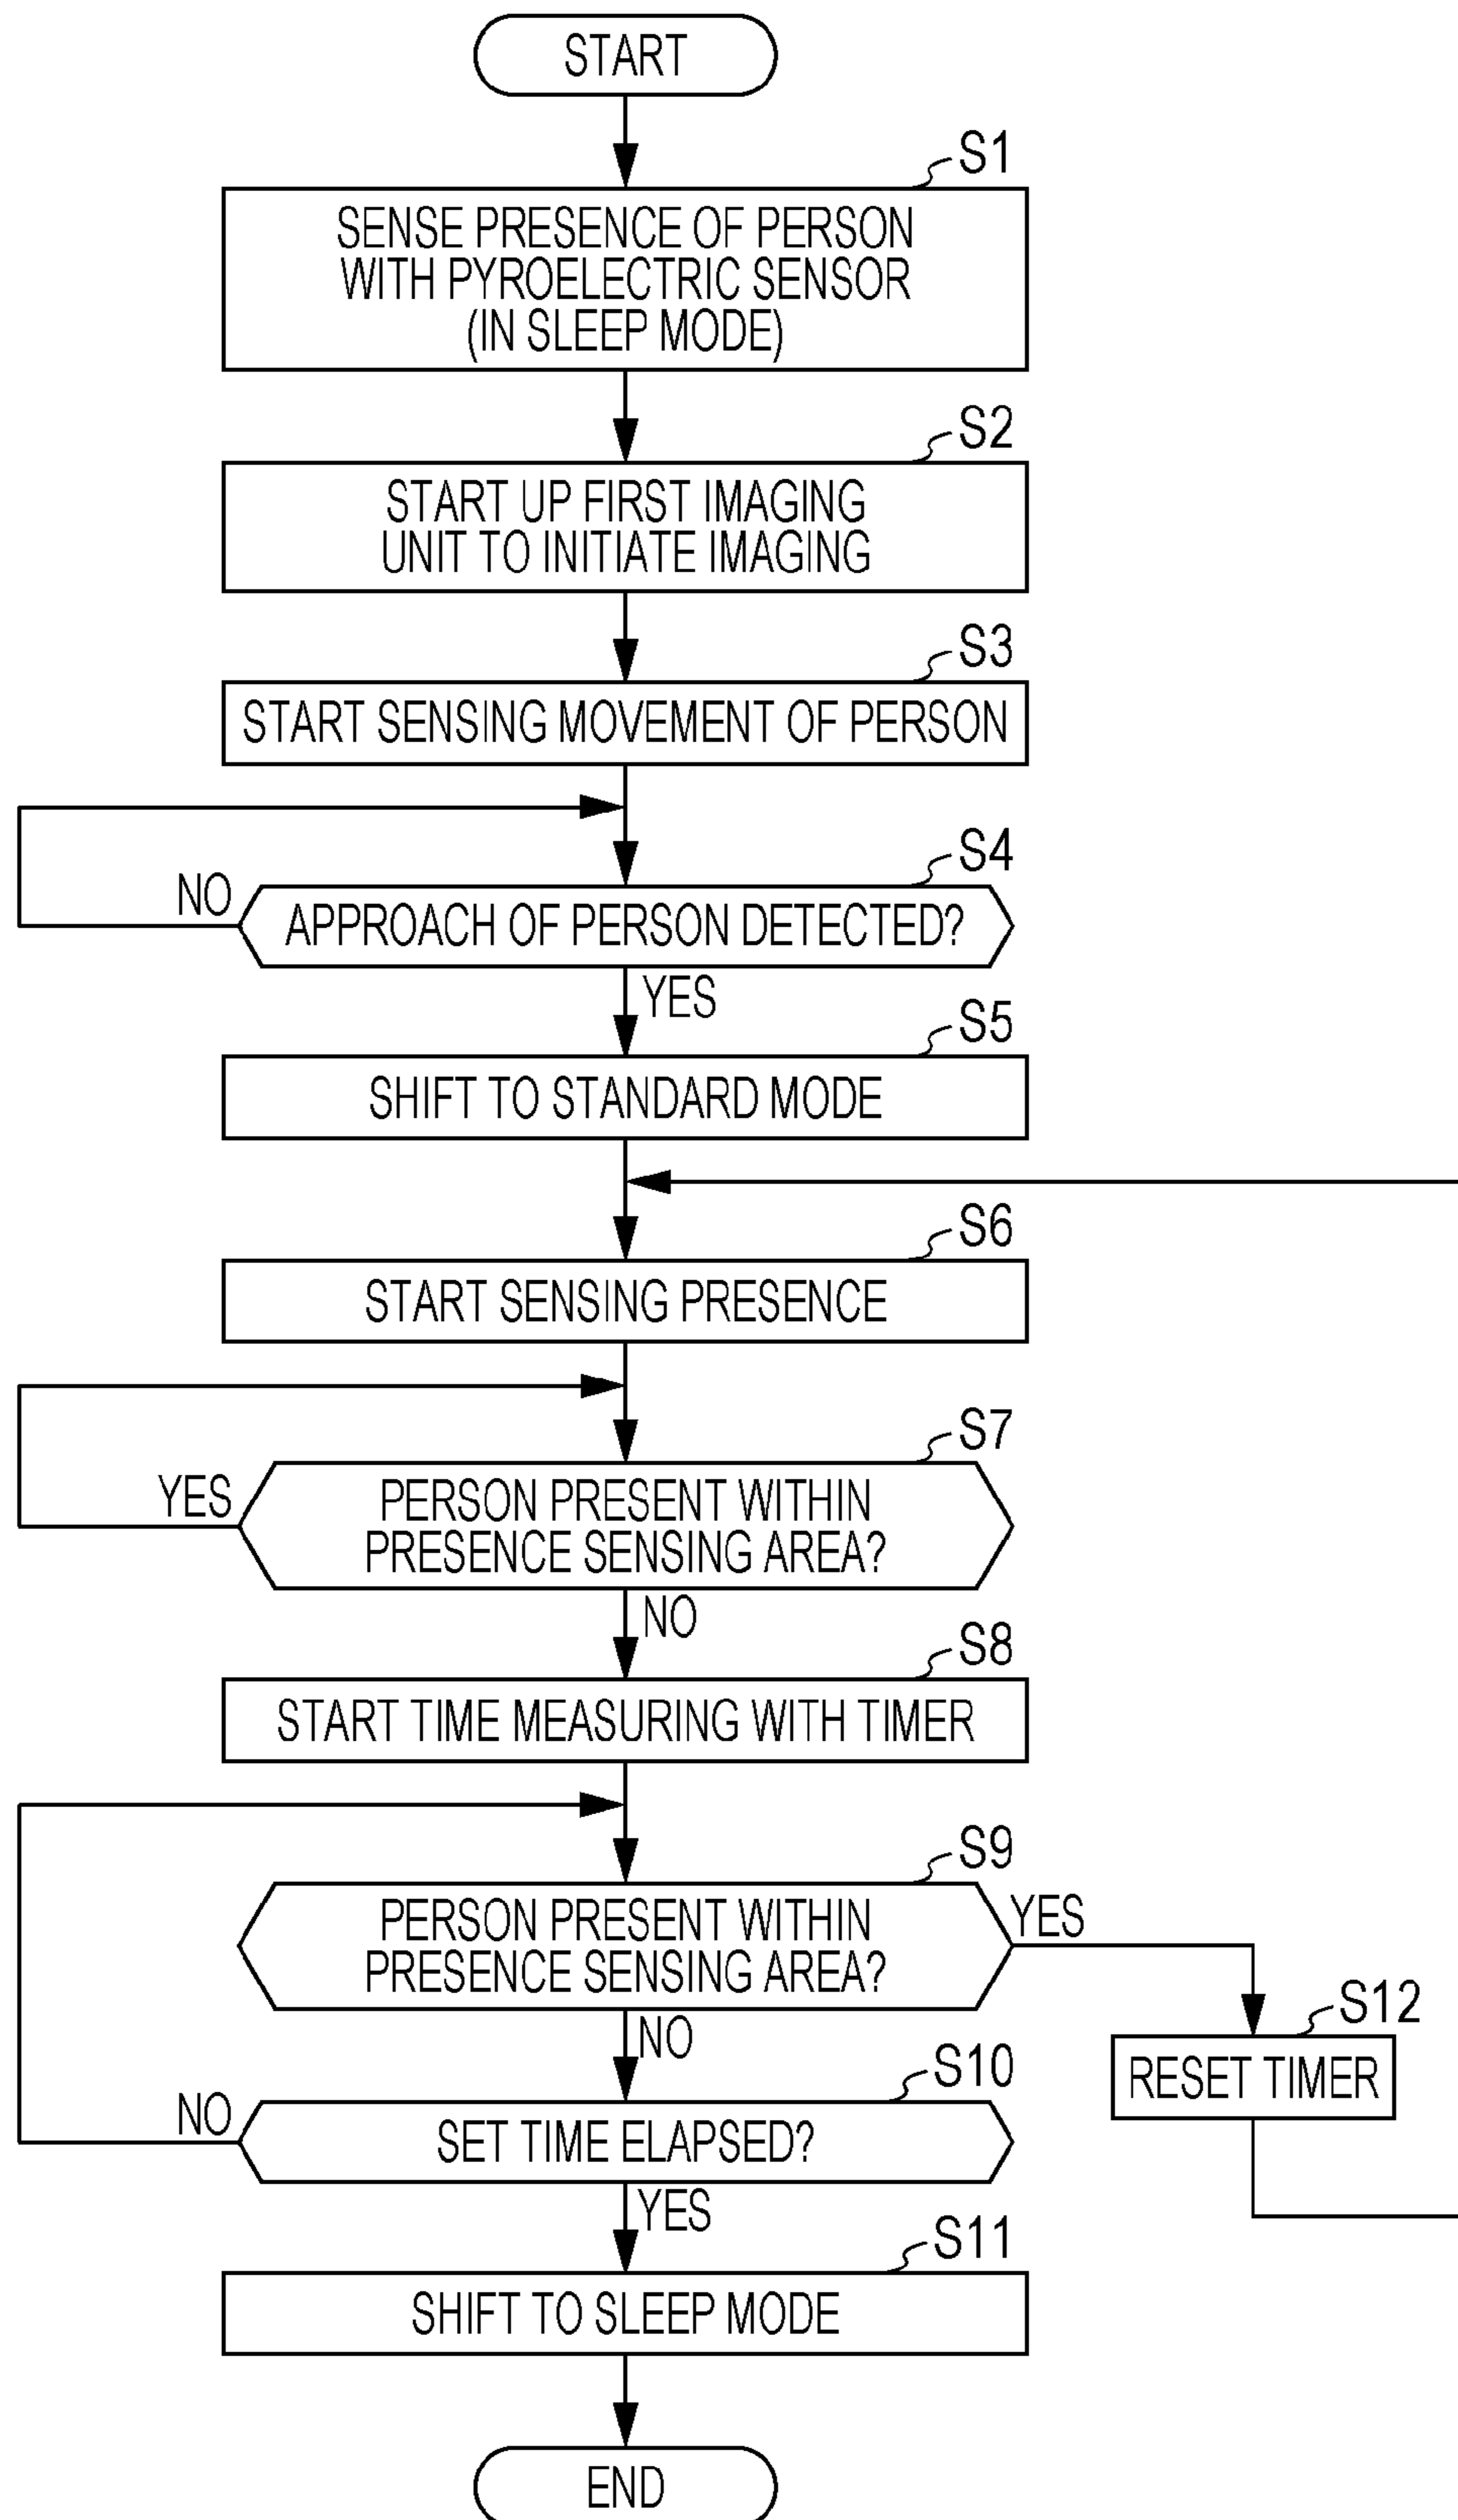 START
S1
SENSE PRESENCE OF PERSON
WITH PYROELECTRIC SENSOR
(IN SLEEP MODE)
S2
START UP FIRST IMAGING
UNIT TO INITIATE IMAGING
S3
START SENSING MOVEMENT OF PERSON
S4
NO
APPROACH OF PERSON DETECTED?
YES
S5
SHIFT TO STANDARD MODE
S6
START SENSING PRESENCE
S7
YES
PERSON PRESENT WITHIN
PRESENCE SENSING AREA?
NO
S8
START TIME MEASURING WITH TIMER
S9
PERSON PRESENT WITHIN
PRESENCE SENSING AREA?
YES
NO
S12
RESET TIMER
S10
NO
SET TIME ELAPSED?
YES
S11
SHIFT TO SLEEP MODE
END